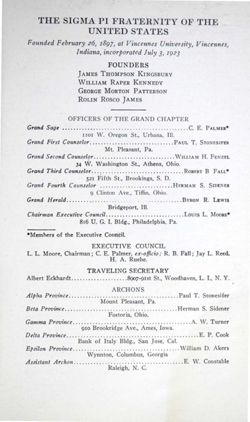 THE SIGMA PI FRATERNITY OF THE
UNITED STATES
Founded February 26, 1897, at Vincennes University, Vincennes,
Indiana, incorporated July 3, 1923
FOUNDERS
JAMES THOMPSON KINGSBURY
WILLIAM RAPER KENNEDY
GEORGE MORTON PATTERSON
ROLIN ROSCO JAMES
OFFICERS OF THE GRAND CHAPTER
Grand Sage ........ C. E. PALMER*
1101 W. Oregon St., Urbana, Ill.
Grand First Counselor ........ PAUL T. STONESIFER
Mt. Pleasant, Pa.
Grand Second Counselor ........ WILLIAM H. FENZEL
34 W. Washington St., Athens, Ohio.
Grand Third Counselor ........ ROBERT B FALL*
521 Fifth St., Brookings, S. D.
Grand Fourth Counselor ........ HERMAN S. SIDENER
9 Clinton Ave., Tiffin, Ohio.
Grand Herald ........ BYRON R. LEWIS
Bridgeport, Ill.
Chairman Executive Council ........ LOUIS L. MOORE*
816 U. G. I. Bldg., Philadelphia, Pa.
*Members of the Executive Council.
EXECUTIVE COUNCIL
L. L. Moore, Chairman; C. E. Palmer, ex-officio; R. B. Fall; Jay L. Reed,
H. A. Ruehe.
TRAVELING SECRETARY
Albert Eckhardt ........ 8907-91st St., Woodhaven, L. I., N. Y.
ARCHONS
Alpha Province ........ Paul T. Stonesifer
Mount Pleasant, Pa.
Beta Province ........ Herman S. Sidener
Fostoria, Ohio.
Gamma Province ........ A. W. Turner
910 Brookridge Ave., Ames, Iowa.
Delta Province ........ E. P. Cook
Bank of Italy Bldg., San Jose, Cal.
Epsilon Province ........ William D. Akers
Wynnton, Columbus, Georgia
Assistant Archon ........ E. W. Constable
Raleigh, N. C.